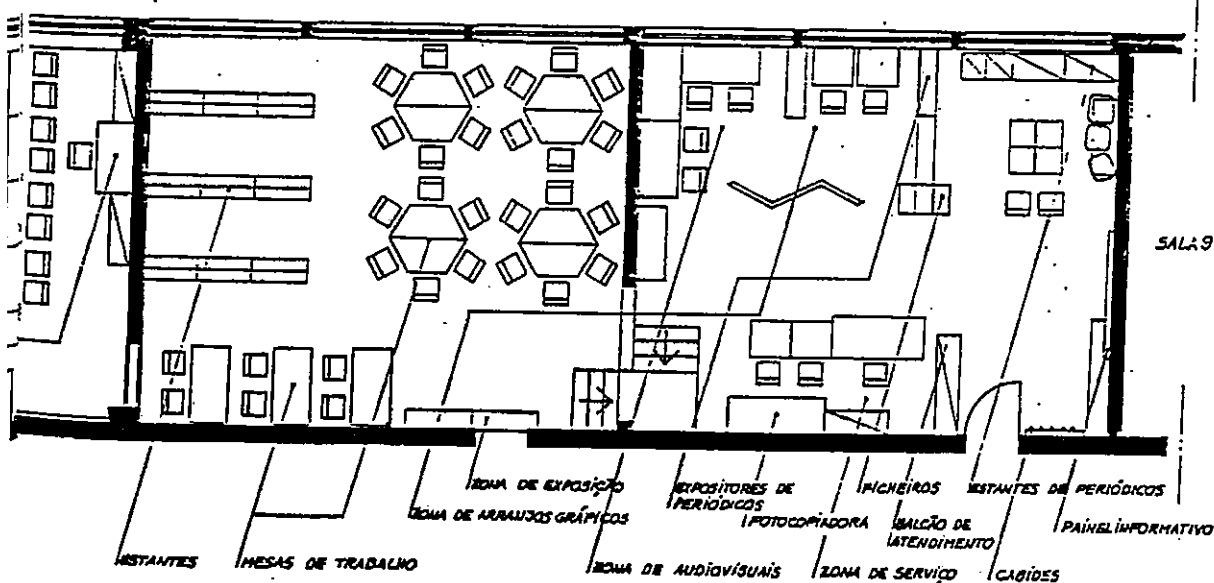 SALA 9
ZONA DE EXPOSIÇÃO
ZONA DE ARRANJOS GRÁFICOS
EXPOSITORES DE
PERIÓDICOS
FOTOCOPIADORA
FICHEIROS
BALCÃO DE
ATENDIMENTO
ESTANTES DE PERIÓDICOS
PAINEL INFORMATIVO
ESTANTES
MESAS DE TRABALHO
ZONA DE AUDIOVISUAIS
ZONA DE SERVIÇO
CABIDES